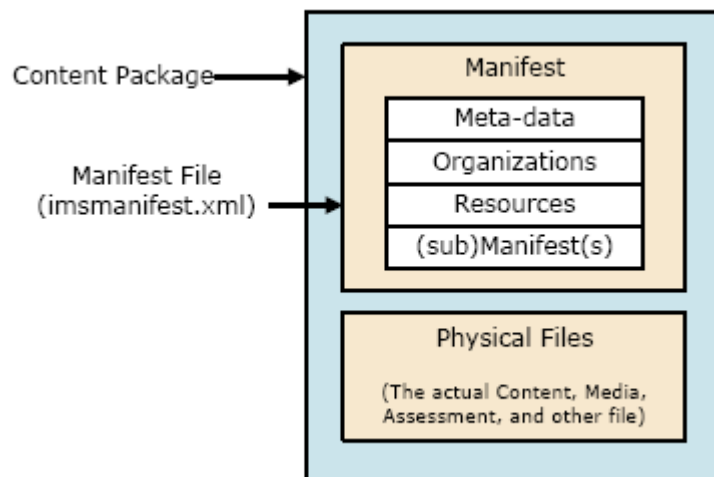 Content Package
Manifest File
(imsmanifest.xml)
Manifest
Meta-data
Organizations
Resources
(sub)Manifest(s)
Physical Files
(The actual Content, Media,
Assessment, and other file)